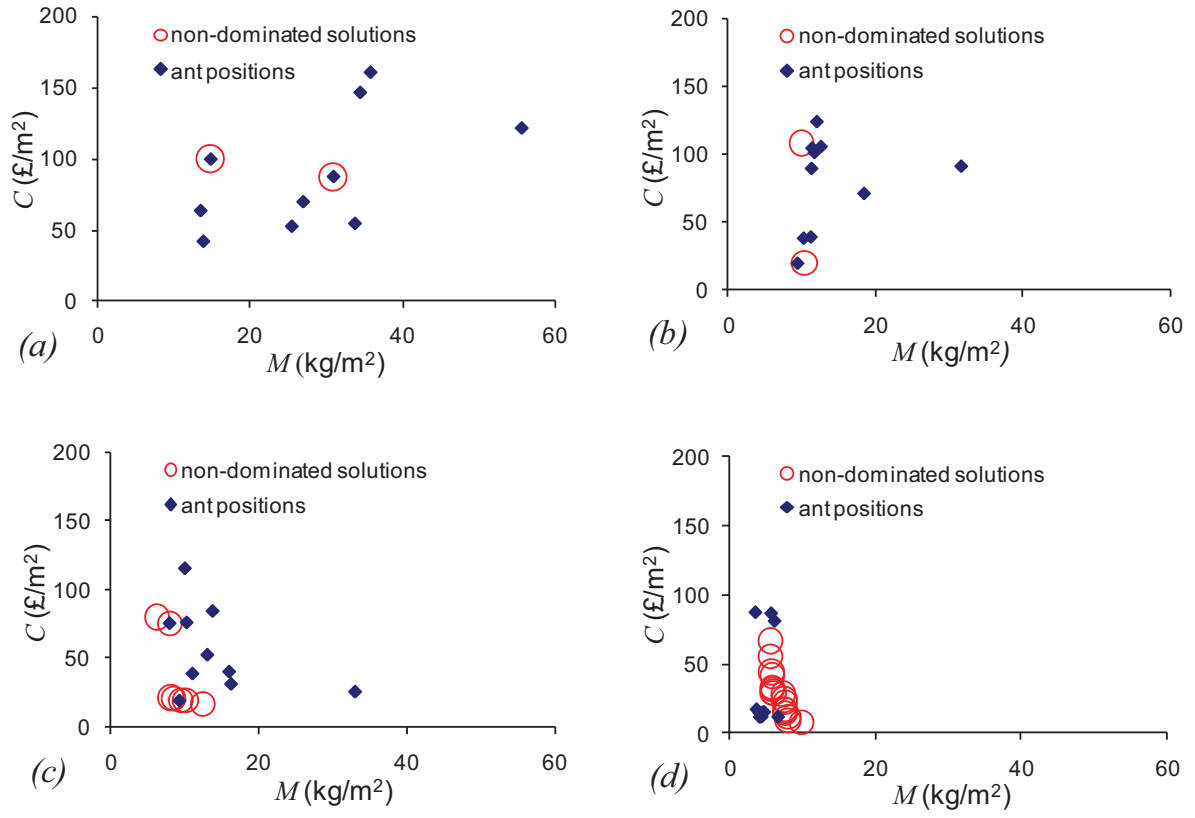 200
non-dominated solutions
ant positions
150
100
50
0
C (£/m²)
0 20 40 60
M (kg/m²)
(a)
200
non-dominated solutions
ant positions
150
100
50
0
C (£/m²)
0 20 40 60
M (kg/m²)
(b)
200
non-dominated solutions
ant positions
150
100
50
0
C (£/m²)
0 20 40 60
M (kg/m²)
(c)
200
non-dominated solutions
ant positions
150
100
50
0
C (£/m²)
0 20 40 60
M (kg/m²)
(d)